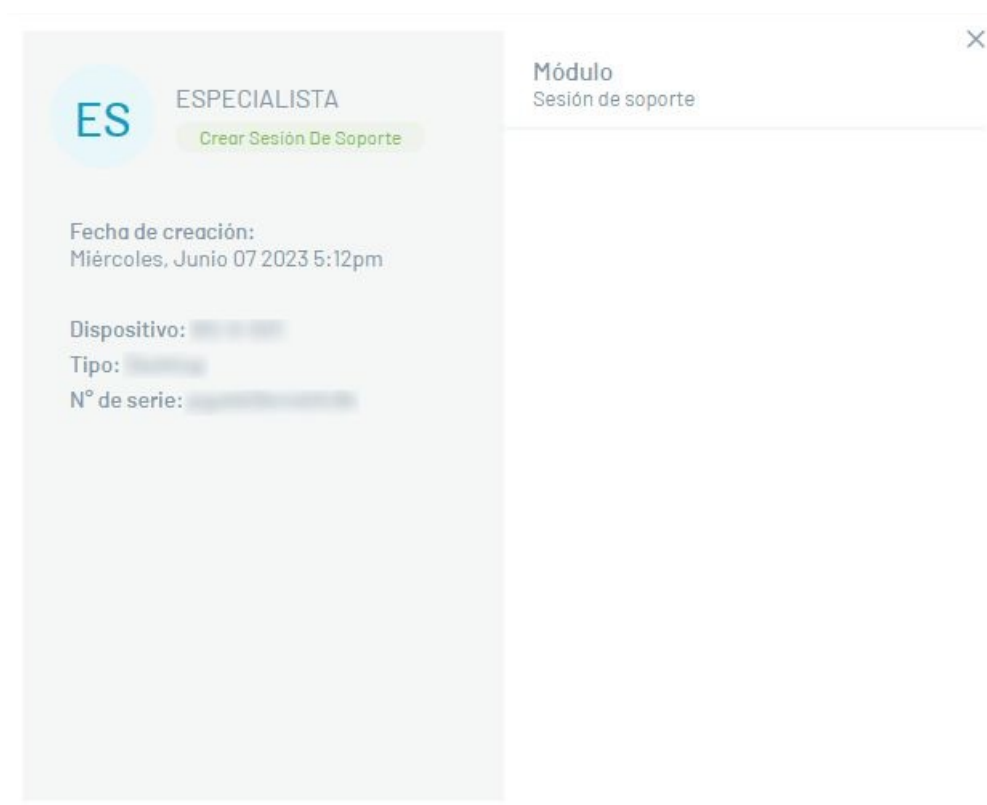 ES
ESPECIALISTA
Crear Sesión De Soporte
Fecha de creación:
Miércoles, Junio 07 2023 5:12pm
Dispositivo:
Tipo:
N° de serie:
Módulo
Sesión de soporte